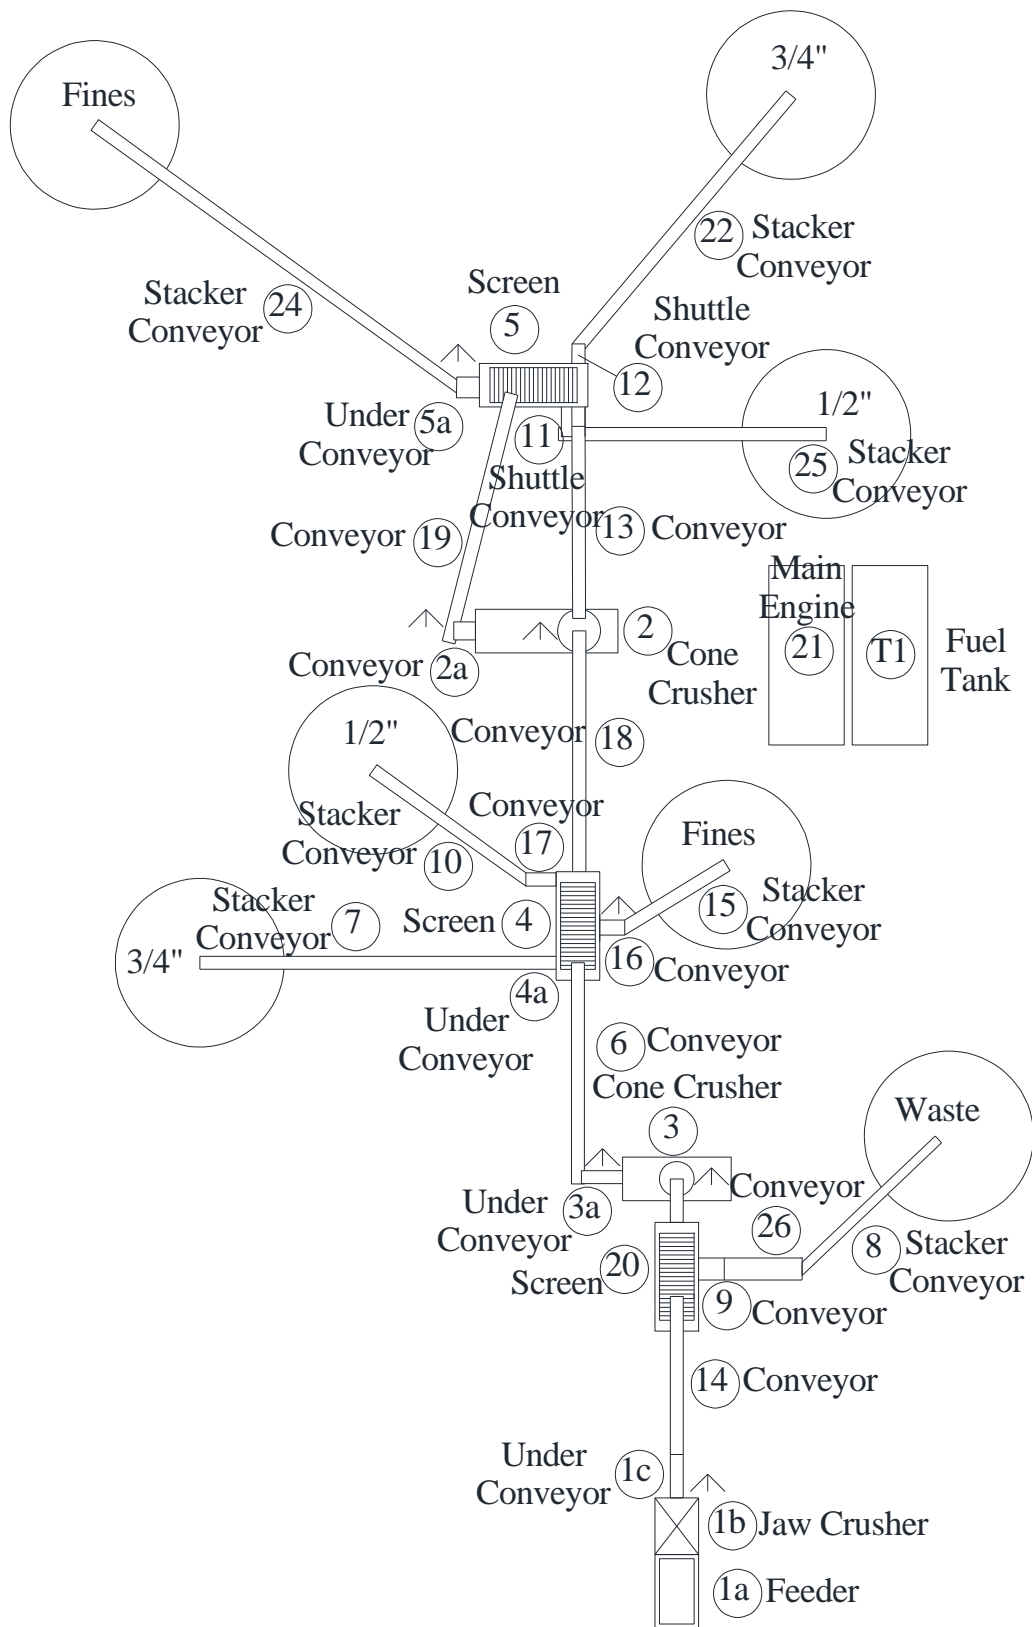 3/4"
Fines
22 Stacker
Conveyor
Screen
5
Stacker
Conveyor 24
Shuttle
Conveyor
12
1/2"
Under
Conveyor
5a
11
Shuttle
Conveyor
25 Stacker
Conveyor
Conveyor 19
13 Conveyor
Main
Engine
21
T1
Fuel
Tank
2
Cone
Crusher
Conveyor 2a
1/2"
Conveyor 18
Stacker
Conveyor 10
Conveyor
17
Fines
15 Stacker
Conveyor
Stacker
Conveyor 7
Screen 4
3/4"
16
Conveyor
4a
Under
Conveyor
6 Conveyor
Cone Crusher
3
Waste
Under
Conveyor
3a
Conveyor
26
8 Stacker
Conveyor
20
Screen
9
Conveyor
14 Conveyor
Under
Conveyor
1c
1b Jaw Crusher
1a Feeder